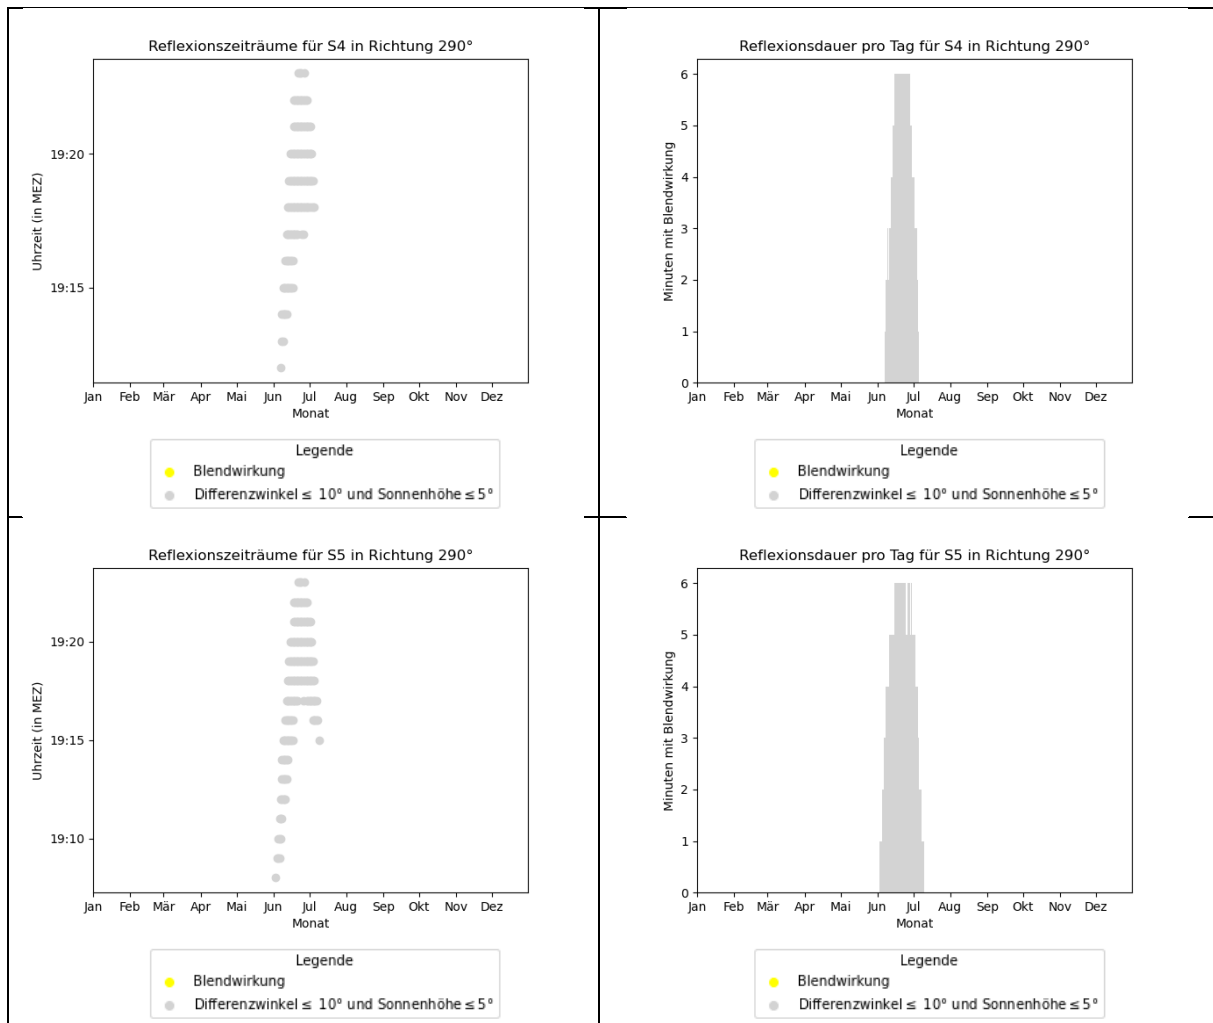 Reflexionszeiträume für S4 in Richtung 290°
Uhrzeit (in MEZ)
19:20
19:15
Jan Feb Mär Apr Mai Jun Jul Aug Sep Okt Nov Dez
Monat
Legende
Blendwirkung
Differenzwinkel ≤ 10° und Sonnenhöhe ≤ 5°
Reflexionsdauer pro Tag für S4 in Richtung 290°
Minuten mit Blendwirkung
6
5
4
3
2
1
0
Jan Feb Mär Apr Mai Jun Jul Aug Sep Okt Nov Dez
Monat
Legende
Blendwirkung
Differenzwinkel ≤ 10° und Sonnenhöhe ≤ 5°
Reflexionszeiträume für S5 in Richtung 290°
Uhrzeit (in MEZ)
19:20
19:15
19:10
Jan Feb Mär Apr Mai Jun Jul Aug Sep Okt Nov Dez
Monat
Legende
Blendwirkung
Differenzwinkel ≤ 10° und Sonnenhöhe ≤ 5°
Reflexionsdauer pro Tag für S5 in Richtung 290°
Minuten mit Blendwirkung
6
5
4
3
2
1
0
Jan Feb Mär Apr Mai Jun Jul Aug Sep Okt Nov Dez
Monat
Legende
Blendwirkung
Differenzwinkel ≤ 10° und Sonnenhöhe ≤ 5°